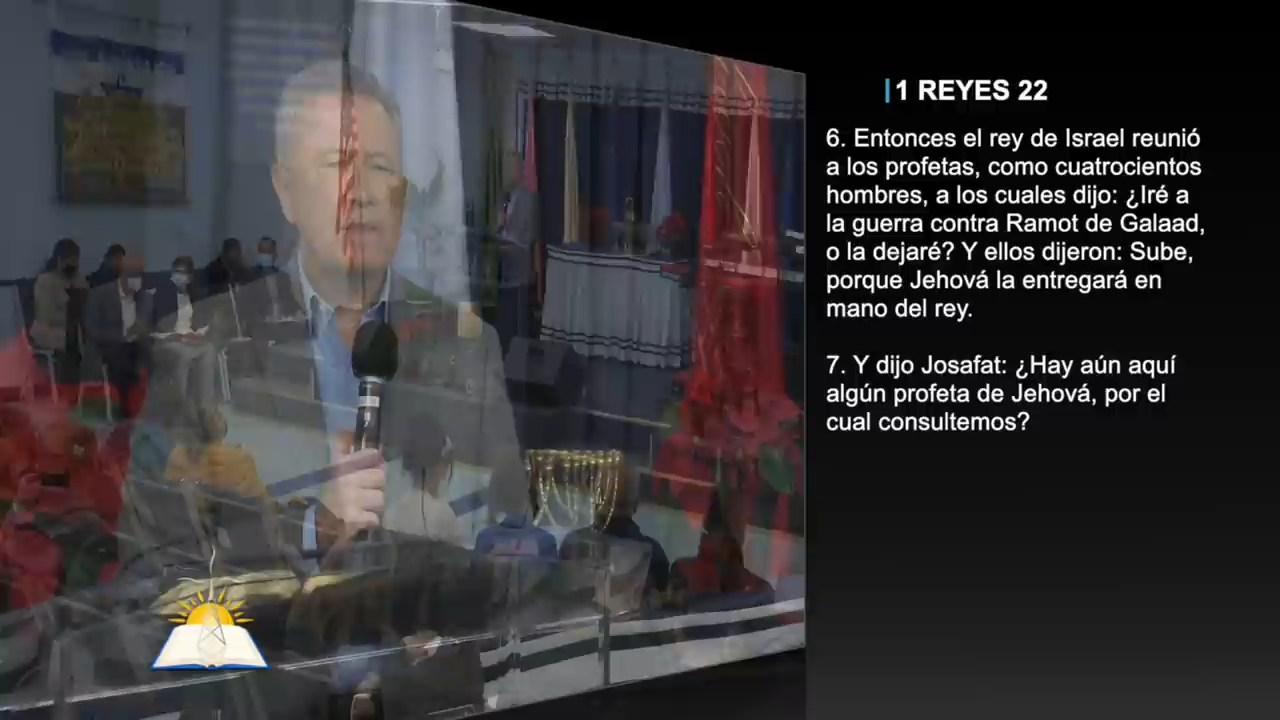 1 REYES 22
6. Entonces el rey de Israel reunió
a los profetas, como cuatrocientos
hombres, a los cuales dijo: ¿Iré a
la guerra contra Ramot de Galaad,
o la dejaré? Y ellos dijeron: Sube,
porque Jehová la entregará en
mano del rey.
7. Y dijo Josafat: ¿Hay aún aquí
algún profeta de Jehová, por el
cual consultemos?